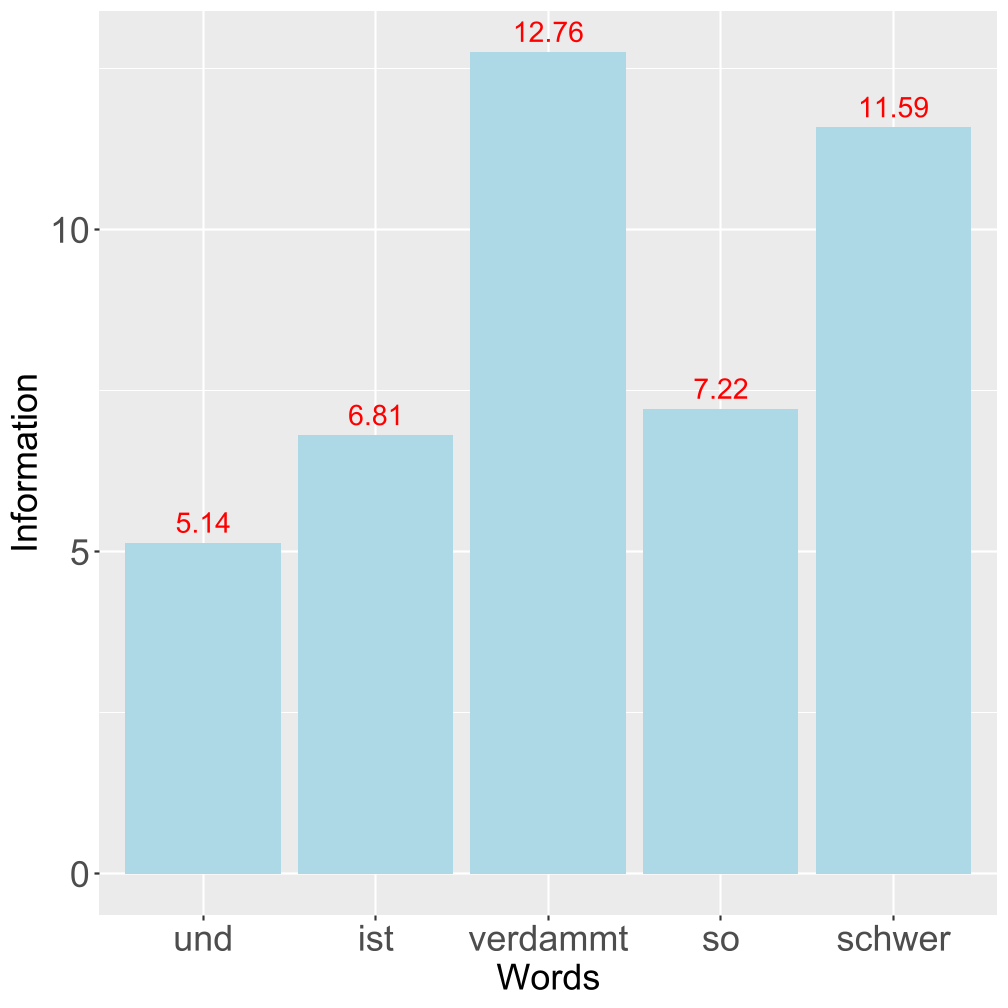 12.76
11.59
10
7.22
6.81
5.14
5
0
Information
und ist verdammt so schwer
Words